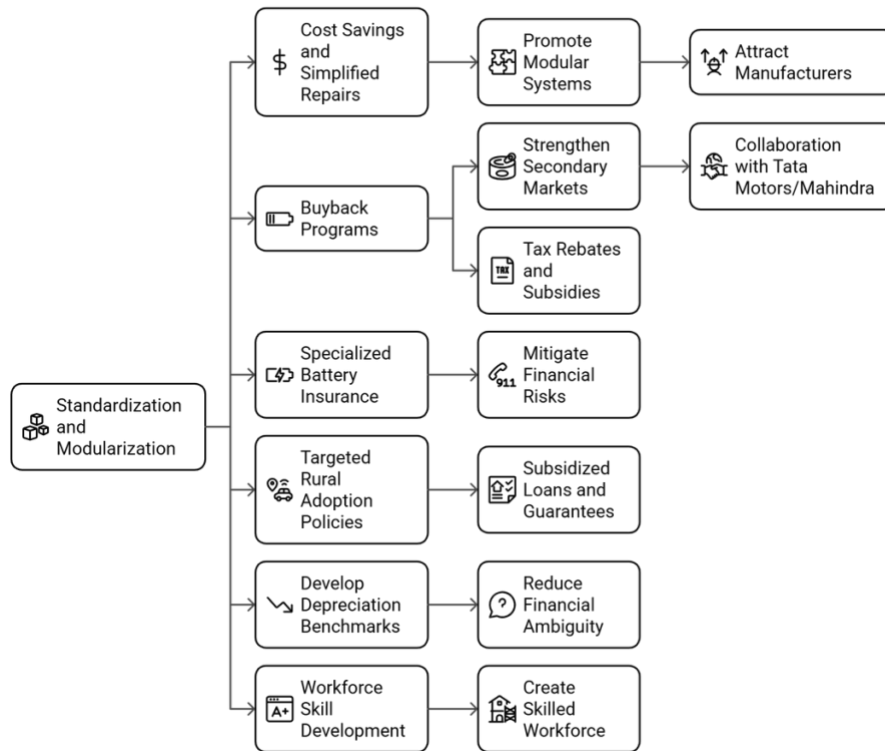 Cost Savings
and
Simplified
Repairs
Promote
Modular
Systems
Attract
Manufacturers
Strengthen
Secondary
Markets
Collaboration
with Tata
Motors/Mahindra
Buyback
Programs
Tax Rebates
and
Subsidies
TAX
Specialized
Battery
Insurance
Mitigate
Financial
Risks
911
Standardization
and
Modularization
Targeted
Rural
Adoption
Policies
Subsidized
Loans and
Guarantees
Develop
Depreciation
Benchmarks
Reduce
Financial
Ambiguity
Workforce
Skill
Development
A+
Create
Skilled
Workforce